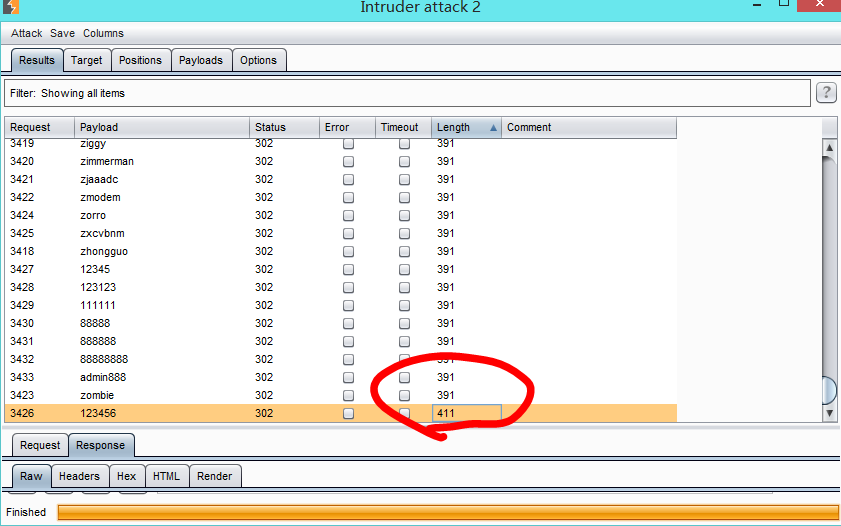 Intruder attack 2
Attack Save Columns
Results Target Positions Payloads Options
Filter: Showing all items ?
Request Payload Status Error Timeout Length Comment
3419 ziggy 302 391
3420 zimmerman 302 391
3421 zjaaadc 302 391
3422 zmodem 302 391
3424 zorro 302 391
3425 zxcvbnm 302 391
3418 zhongguo 302 391
3427 12345 302 391
3428 123123 302 391
3429 111111 302 391
3430 88888 302 391
3431 888888 302 391
3432 88888888 302 391
3433 admin888 302 391
3423 zombie 302 391
3426 123456 302 411
Request Response
Raw Headers Hex HTML Render
Finished